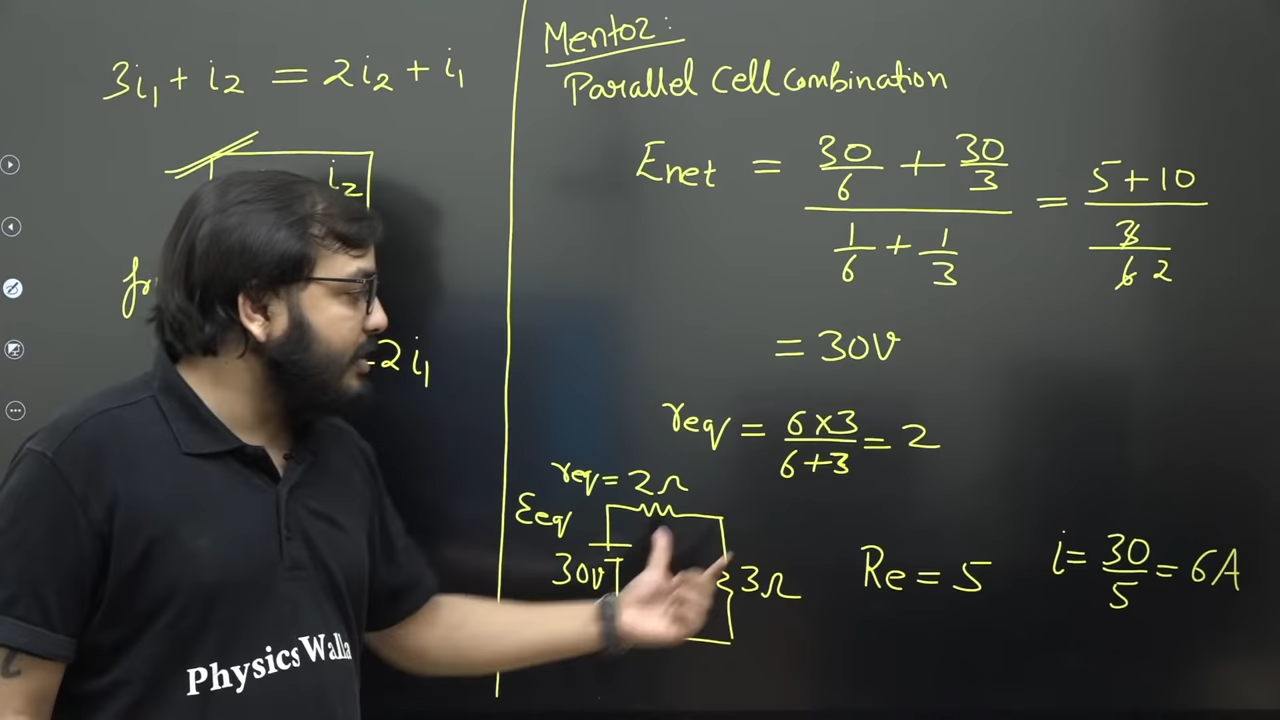 3i₁ + i₂ = 2i₂ + i₁
i₂
-2i₁
Mentor:
Parallel Cell Combination
Enet = (30/6 + 30/3) / (1/6 + 1/3) = (5+10) / (3/6 2)
= 30V
req = (6×3)/(6+3) = 2
req = 2Ω
Eeq
30V
3Ω
Re = 5
i = 30/5 = 6A
PhysicsWalla